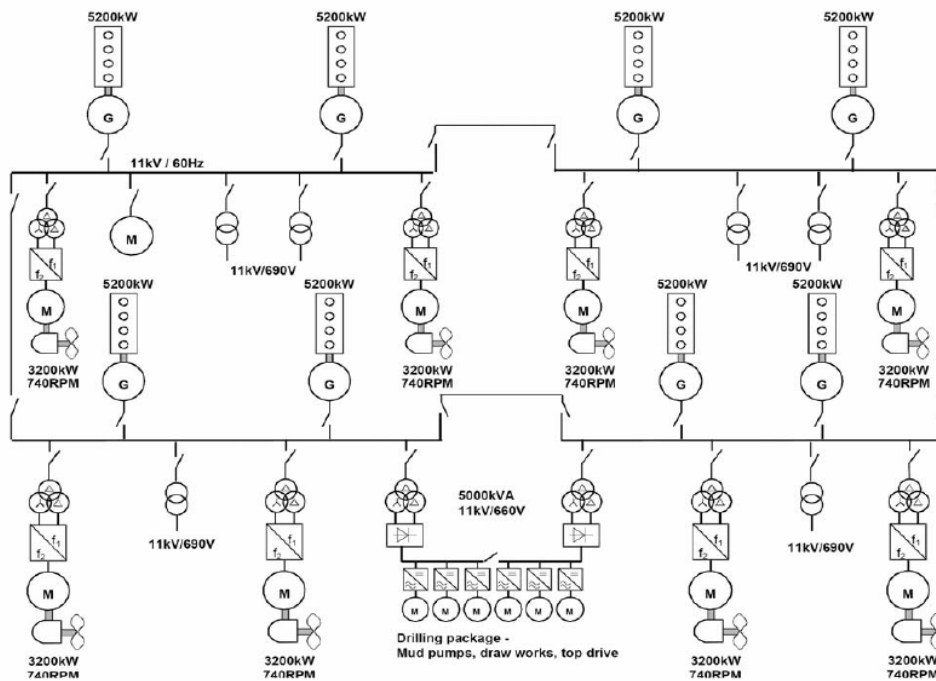 5200kW 5200kW 5200kW 5200kW
G G G G
11kV / 60Hz
M
11kV/690V 11kV/690V
f1 f1 f1 f1
f2 f2 f2 f2
5200kW 5200kW 5200kW 5200kW
M M M M
3200kW 3200kW 3200kW 3200kW
740RPM 740RPM 740RPM 740RPM
G G G G
5000kVA
11kV/660V
11kV/690V 11kV/690V
f1 f1 f1 f1
f2 f2 f2 f2
M M M M
M M M M M M
Drilling package -
Mud pumps, draw works, top drive
3200kW 3200kW 3200kW 3200kW
740RPM 740RPM 740RPM 740RPM